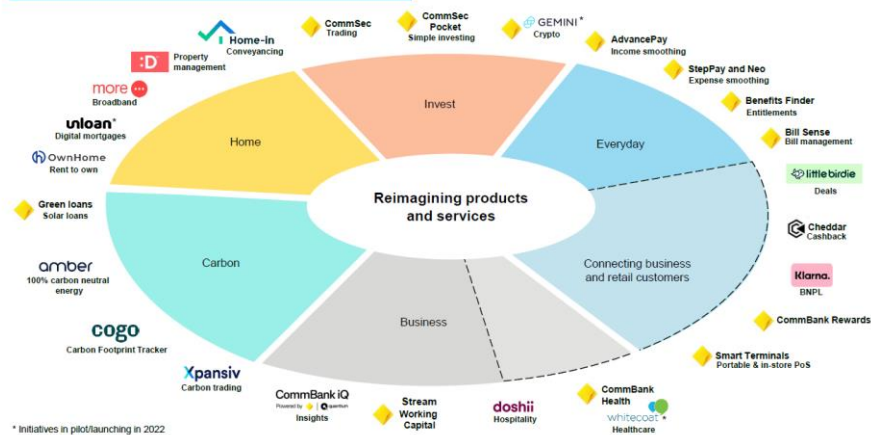 Home-in
Conveyancing
CommSec
Trading
CommSec
Pocket
Simple investing
GEMINI*
Crypto
AdvancePay
Income smoothing
StepPay and Neo
Expense smoothing
Benefits Finder
Entitlements
Bill Sense
Bill management
littlebirdie
Deals
Cheddar
Cashback
Klarna.
BNPL
CommBank Rewards
Smart Terminals
Portable & in-store PoS
CommBank
Health
whitecoat*
Healthcare
doshii
Hospitality
Stream
Working
Capital
CommBank iQ
Powered by | quantium
Insights
Xpansiv
Carbon trading
cogo
Carbon Footprint Tracker
amber
100% carbon neutral
energy
Green loans
Solar loans
OwnHome
Rent to own
unloan*
Digital mortgages
more
Broadband
:D
Property
management
Invest
Home
Everyday
Reimagining products
and services
Carbon
Connecting business
and retail customers
Business
* Initiatives in pilot/launching in 2022